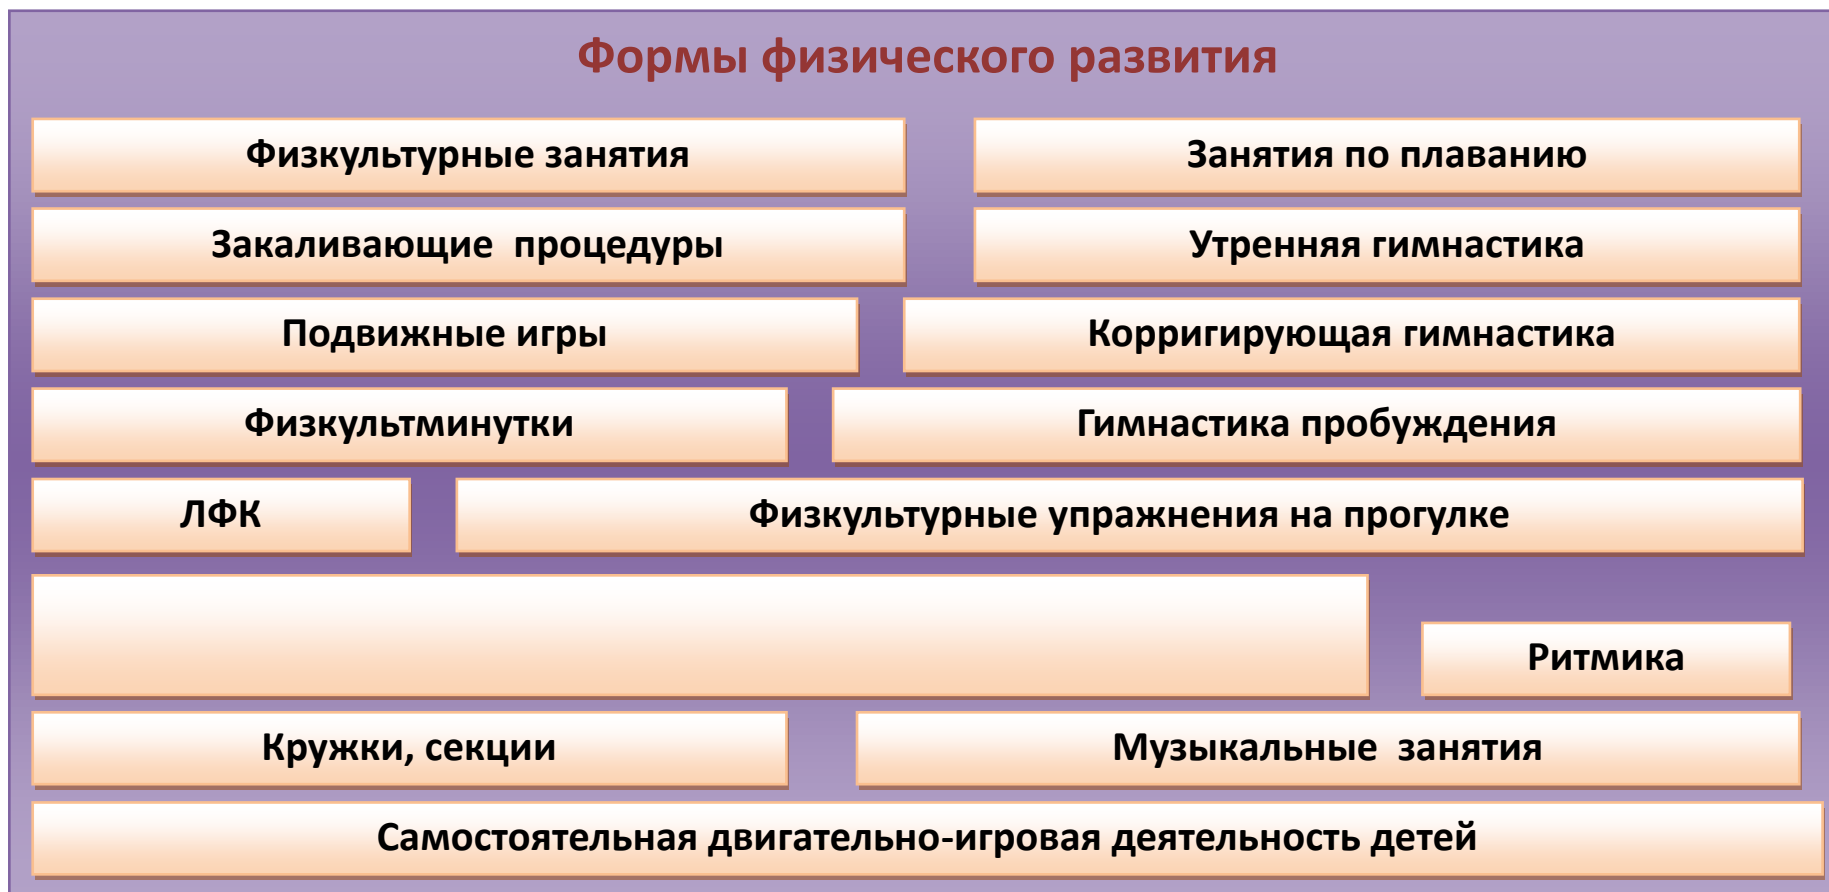 Формы физического развития
Физкультурные занятия
Занятия по плаванию
Закаливающие процедуры
Утренняя гимнастика
Подвижные игры
Корригирующая гимнастика
Физкультминутки
Гимнастика пробуждения
ЛФК
Физкультурные упражнения на прогулке
Ритмика
Кружки, секции
Музыкальные занятия
Самостоятельная двигательно-игровая деятельность детей